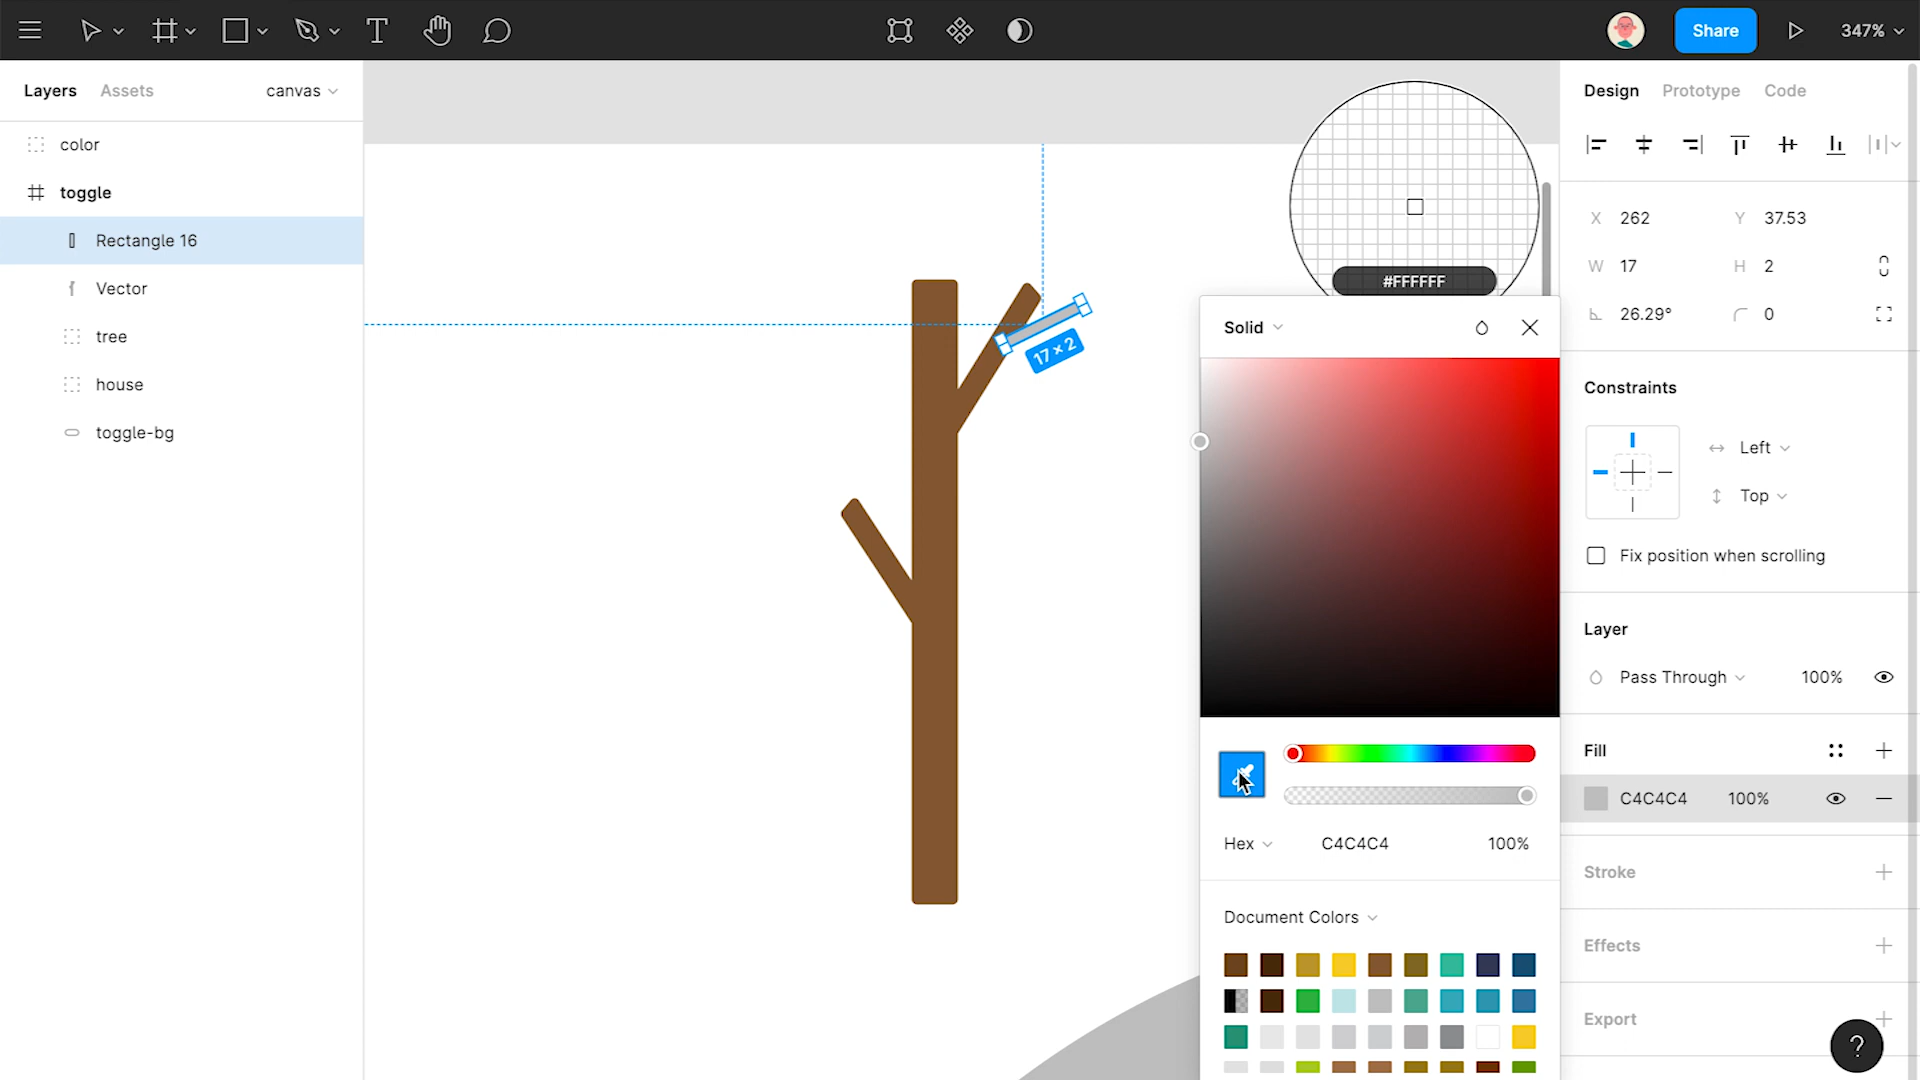 Share
347%
Layers
Assets
canvas
color
toggle
Rectangle 16
Vector
tree
house
toggle-bg
17 × 2
#FFFFFF
Solid
Hex
C4C4C4
100%
Document Colors
Design
Prototype
Code
X
262
Y
37.53
W
17
H
2
26.29°
0
Constraints
Left
Top
Fix position when scrolling
Layer
Pass Through
100%
Fill
C4C4C4
100%
Stroke
Effects
Export
?